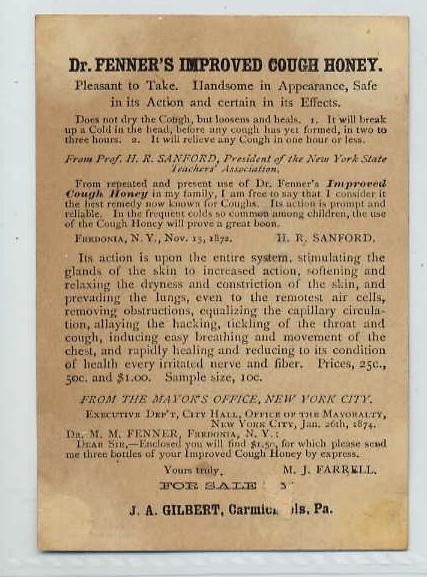 Dr. FENNER'S IMPROVED COUGH HONEY.
Pleasant to Take. Handsome in Appearance, Safe
in its Action and certain in its Effects.
Does not dry the Cough, but loosens and heals. 1. It will break
up a Cold in the head, before any cough has yet formed, in two to
three hours. 2. It will relieve any Cough in one hour or less.
From Prof. H. R. SANFORD, President of the New York State
Teachers' Association.
From repeated and present use of Dr. Fenner's Improved
Cough Honey in my family, I am free to say that I consider it
the best remedy now known for Coughs. Its action is prompt and
reliable. In the frequent colds so common among children, the use
of the Cough Honey will prove a great boon.
FREDONIA, N. Y., Nov. 13, 1872. H. R. SANFORD.
Its action is upon the entire system, stimulating the
glands of the skin to increased action, softening and
relaxing the dryness and constriction of the skin, and
prevading the lungs, even to the remotest air cells,
removing obstructions, equalizing the capillary circula-
tion, allaying the hacking, tickling of the throat and
cough, inducing easy breathing and movement of the
chest, and rapidly healing and reducing to its condition
of health every irritated nerve and fiber. Prices, 25c.,
50c. and $1.00. Sample size, 10c.
FROM THE MAYOR'S OFFICE, NEW YORK CITY.
EXECUTIVE DEP'T, CITY HALL, OFFICE OF THE MAYORALTY,
NEW YORK CITY, Jan. 26th, 1874.
DR. M. M. FENNER, FREDONIA, N. Y.:
DEAR SIR,—Enclosed you will find $1.50, for which please send
me three bottles of your Improved Cough Honey by express.
Yours truly, M. J. FARRELL.
FOR SALE
J. A. GILBERT, Pa.